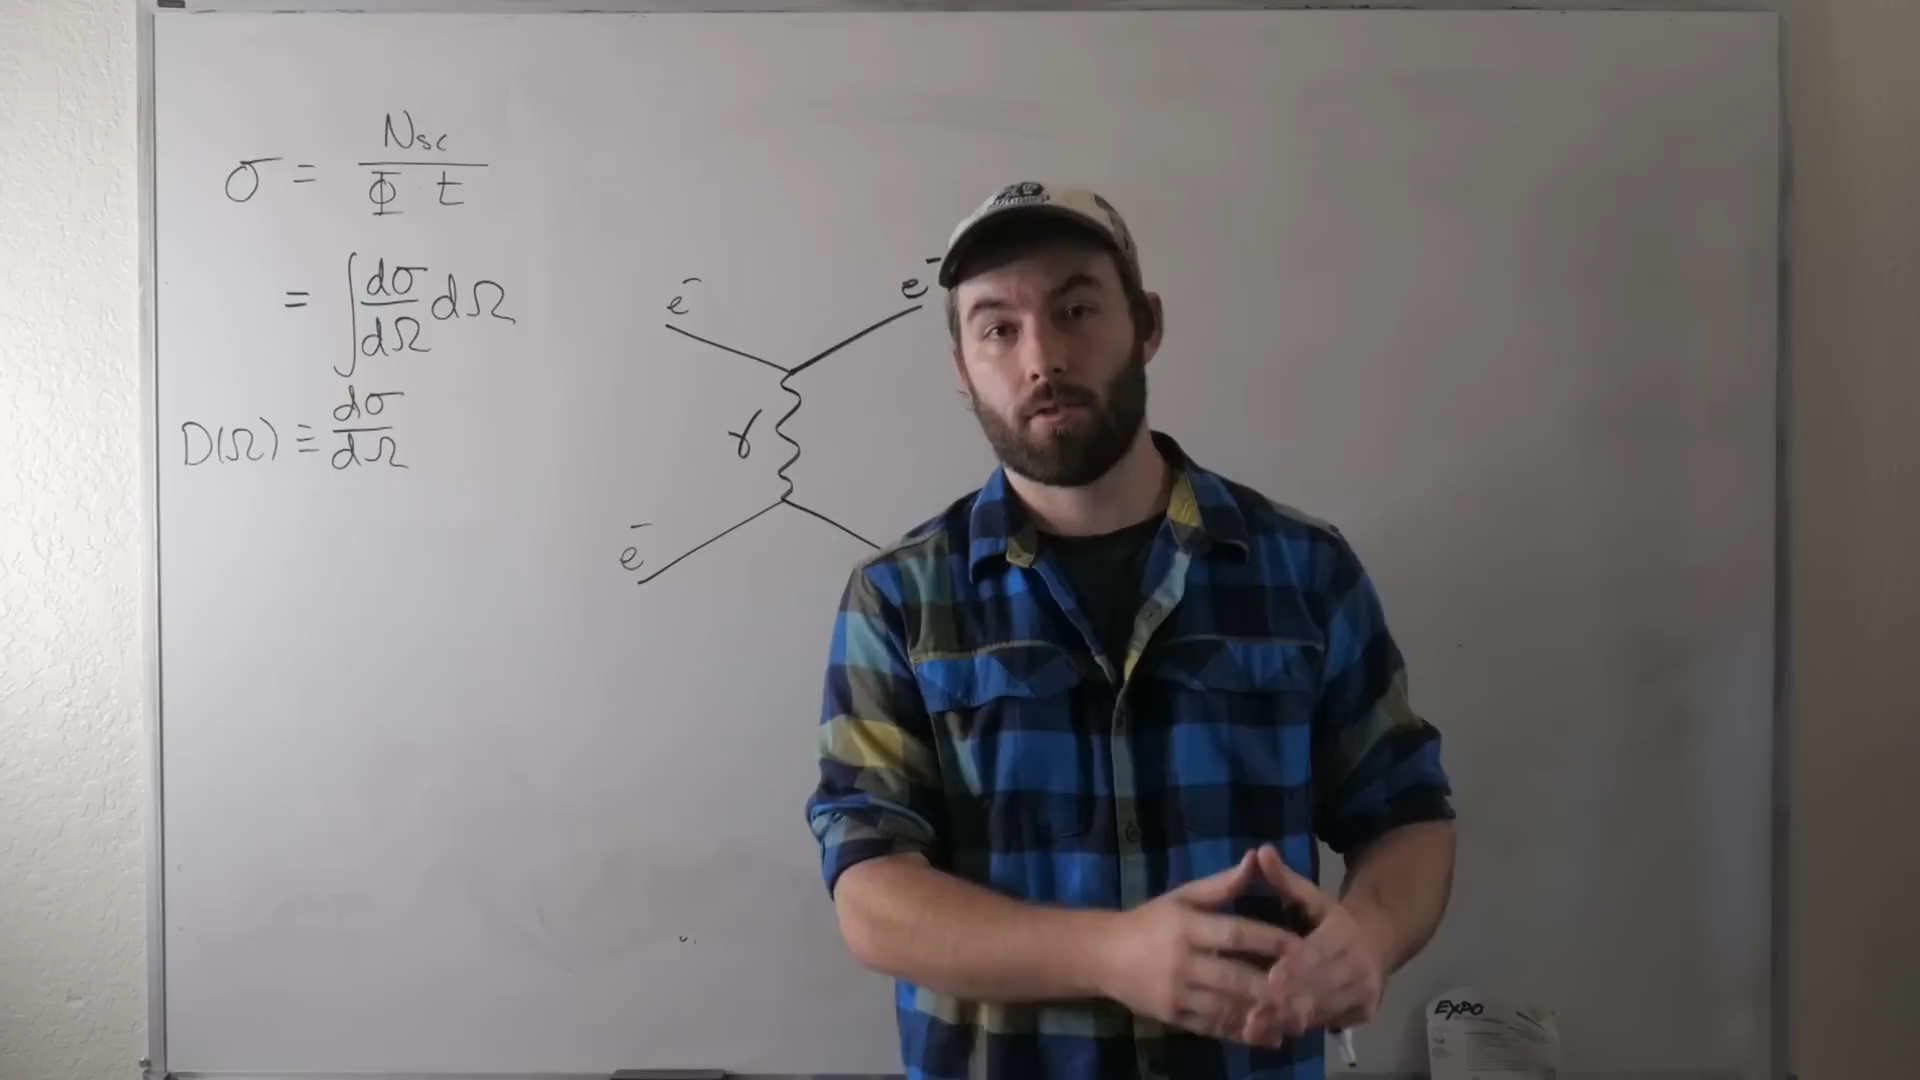 σ = Nsc / Φ t
= ∫ dσ/dΩ dΩ
D(Ω) ≡ dσ/dΩ
e⁻ e⁻
γ
e⁻
EXPO